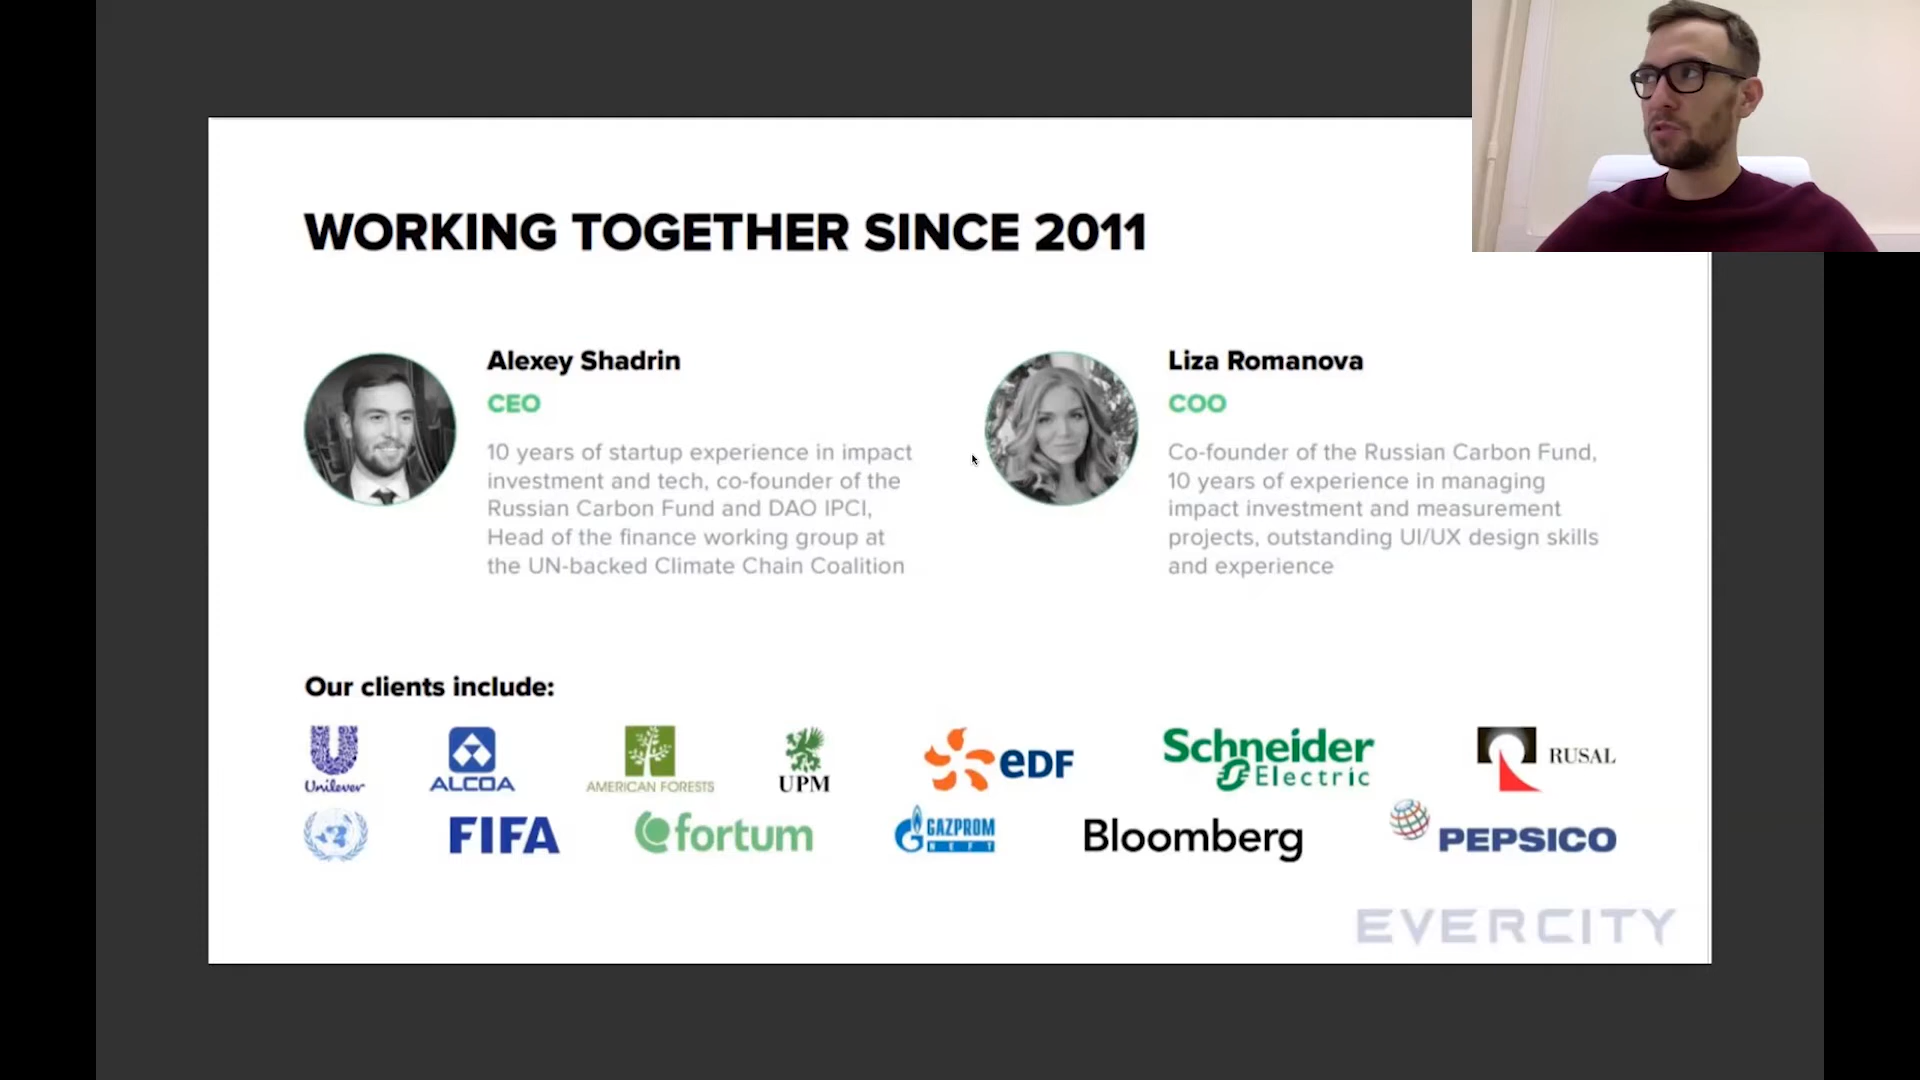 WORKING TOGETHER SINCE 2011
Alexey Shadrin
CEO
10 years of startup experience in impact
investment and tech, co-founder of the
Russian Carbon Fund and DAO IPCI,
Head of the finance working group at
the UN-backed Climate Chain Coalition
Liza Romanova
COO
Co-founder of the Russian Carbon Fund,
10 years of experience in managing
impact investment and measurement
projects, outstanding UI/UX design skills
and experience
Our clients include:
Unilever
ALCOA
AMERICAN FORESTS
UPM
eDF
Schneider
Electric
RUSAL
FIFA
fortum
GAZPROM
NEFT
Bloomberg
PEPSICO
EVERCITY